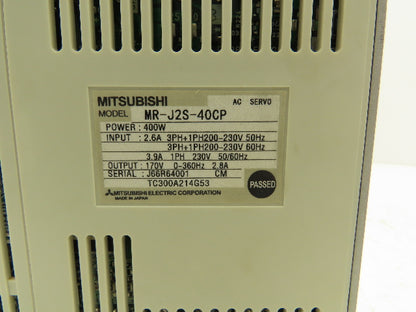 MITSUBISHI AC SERVO
MODEL MR-J2S-40CP
POWER : 400W
INPUT : 2.6A 3PH+1PH200-230V 50Hz
3PH+1PH200-230V 60Hz
3.9A 1PH 230V 50/60Hz
OUTPUT : 170V 0-360Hz 2.8A
SERIAL : J66R64001 CM
TC300A214G53
PASSED
MITSUBISHI ELECTRIC CORPORATION
MADE IN JAPAN